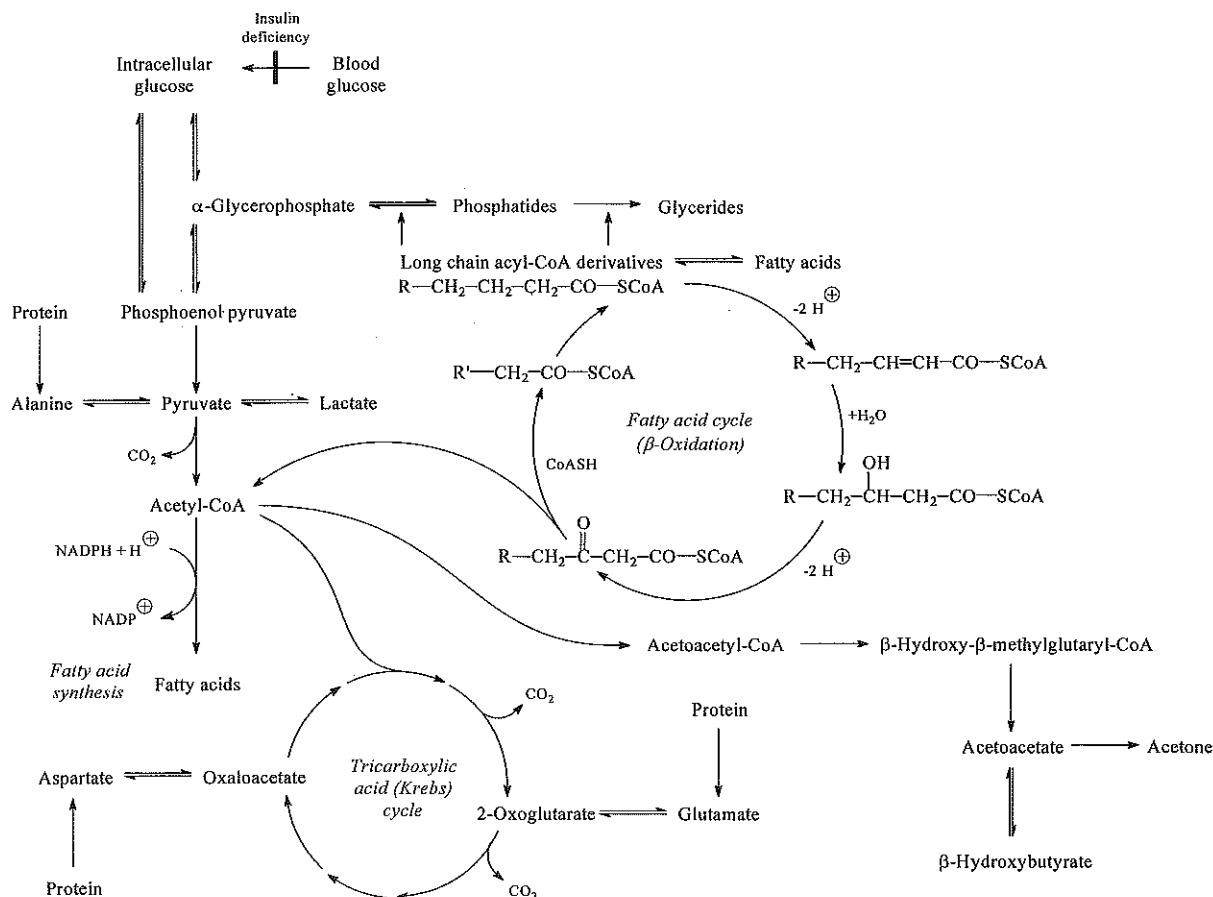 Insulin
deficiency
Intracellular
glucose
Blood
glucose
α-Glycerophosphate
Phosphatides
Glycerides
Long chain acyl-CoA derivatives
Fatty acids
R—CH₂—CH₂—CH₂—CO—SCoA
-2 H⊕
Protein
Phosphoenol pyruvate
R'—CH₂—CO—SCoA
R—CH₂—CH=CH—CO—SCoA
Alanine
Pyruvate
Lactate
Fatty acid cycle
(β-Oxidation)
+H₂O
CO₂
CoASH
OH
R—CH₂—CH—CH₂—CO—SCoA
Acetyl-CoA
O
R—CH₂—C—CH₂—CO—SCoA
-2 H⊕
NADPH + H⊕
NADP⊕
Acetoacetyl-CoA
β-Hydroxy-β-methylglutaryl-CoA
Fatty acid
synthesis
Fatty acids
CO₂
Protein
Acetoacetate
Acetone
Aspartate
Oxaloacetate
Tricarboxylic
acid (Krebs)
cycle
2-Oxoglutarate
Glutamate
β-Hydroxybutyrate
Protein
CO₂